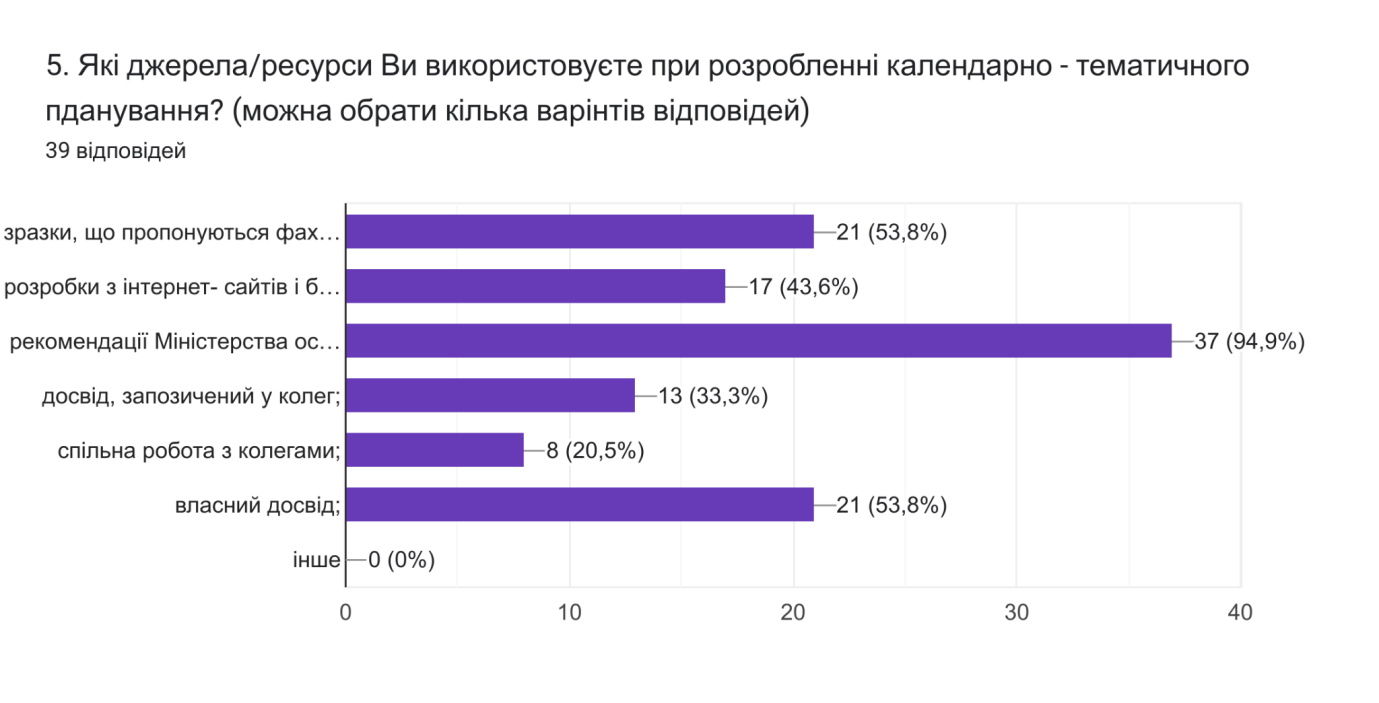 5. Які джерела/ресурси Ви використовуєте при розробленні календарно - тематичного
пданування? (можна обрати кілька варінтів відповідей)
39 відповідей
зразки, що пропонуються фах…
21 (53,8%)
розробки з інтернет- сайтів і б…
17 (43,6%)
рекомендації Міністерства ос…
37 (94,9%)
досвід, запозичений у колег;
13 (33,3%)
спільна робота з колегами;
8 (20,5%)
власний досвід;
21 (53,8%)
інше
0 (0%)
0 10 20 30 40